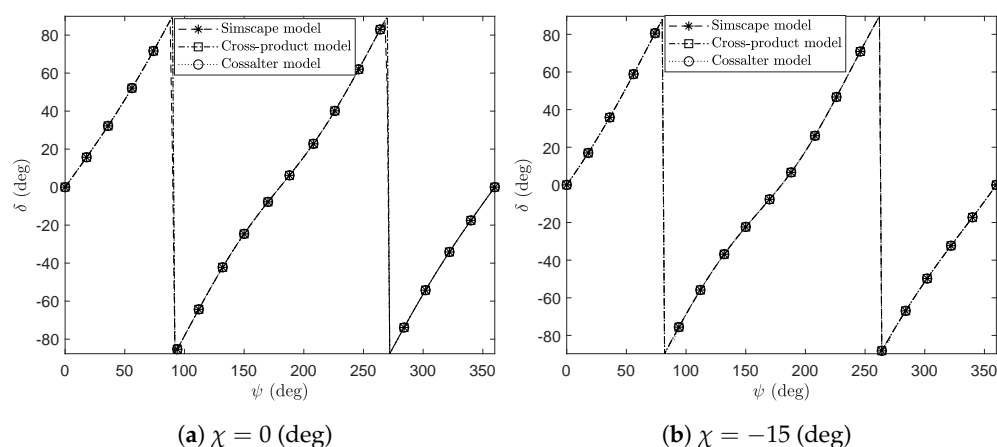 Simscape model
Cross-product model
Cossalter model
80
60
40
20
0
-20
-40
-60
-80
δ (deg)
0 50 100 150 200 250 300 350
ψ (deg)
(a) χ = 0 (deg)
Simscape model
Cross-product model
Cossalter model
80
60
40
20
0
-20
-40
-60
-80
δ (deg)
0 50 100 150 200 250 300 350
ψ (deg)
(b) χ = −15 (deg)